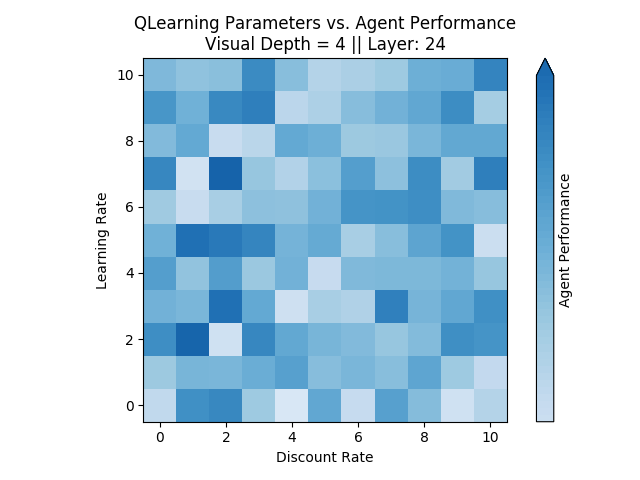 QLearning Parameters vs. Agent Performance
Visual Depth = 4 || Layer: 24
10
8
6
4
2
0
Learning Rate
0 2 4 6 8 10
Discount Rate
Agent Performance